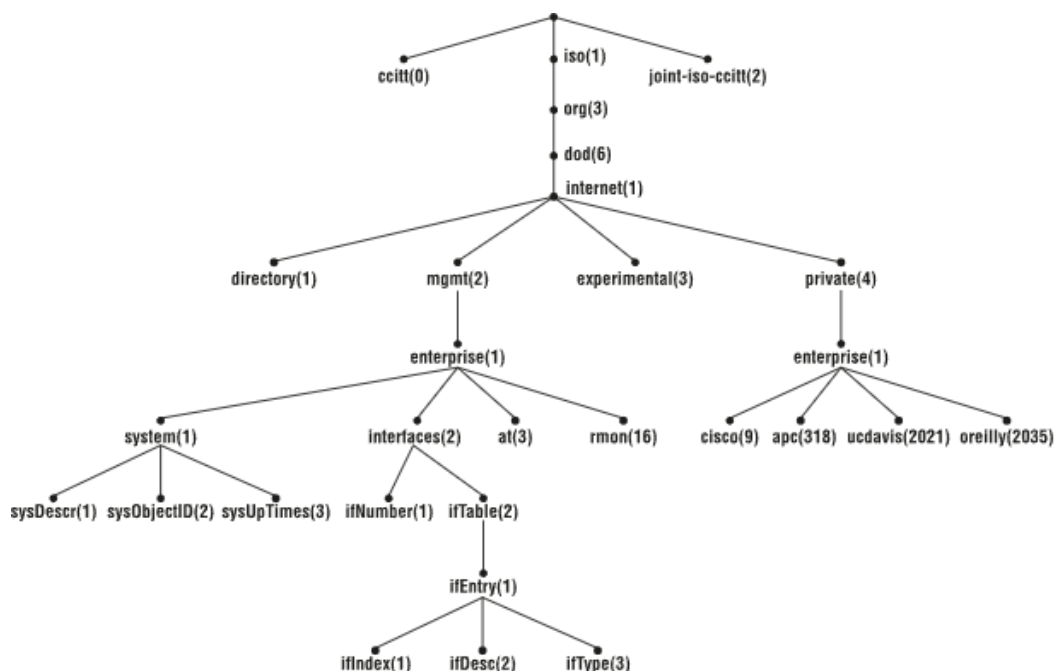 iso(1)
ccitt(0) joint-iso-ccitt(2)
org(3)
dod(6)
internet(1)
directory(1) mgmt(2) experimental(3) private(4)
enterprise(1) enterprise(1)
system(1) interfaces(2) at(3) rmon(16) cisco(9) apc(318) ucdavis(2021) oreilly(2035)
sysDescr(1) sysObjectID(2) sysUpTimes(3) ifNumber(1) ifTable(2)
ifEntry(1)
ifIndex(1) ifDesc(2) ifType(3)